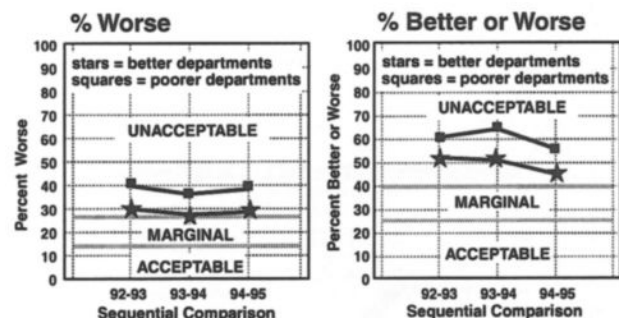 % Worse
100
90
80
70
60
50
40
30
20
10
0
Percent Worse
stars = better departments
squares = poorer departments
UNACCEPTABLE
MARGINAL
ACCEPTABLE
92-93 93-94 94-95
Sequential Comparison
% Better or Worse
100
90
80
70
60
50
40
30
20
10
0
Percent Better or Worse
stars = better departments
squares = poorer departments
UNACCEPTABLE
MARGINAL
ACCEPTABLE
92-93 93-94 94-95
Sequential Comparison